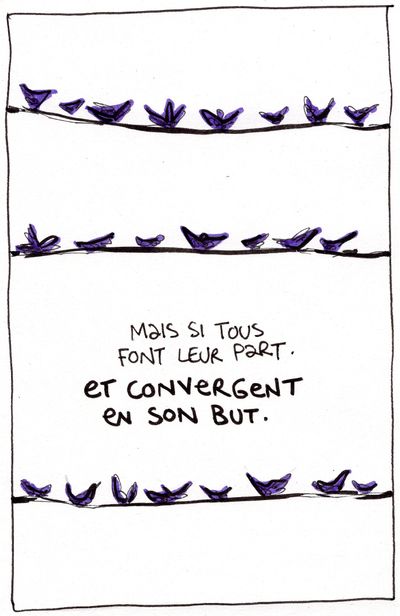 Mais si tous
font leur part.
et convergent
en son but.